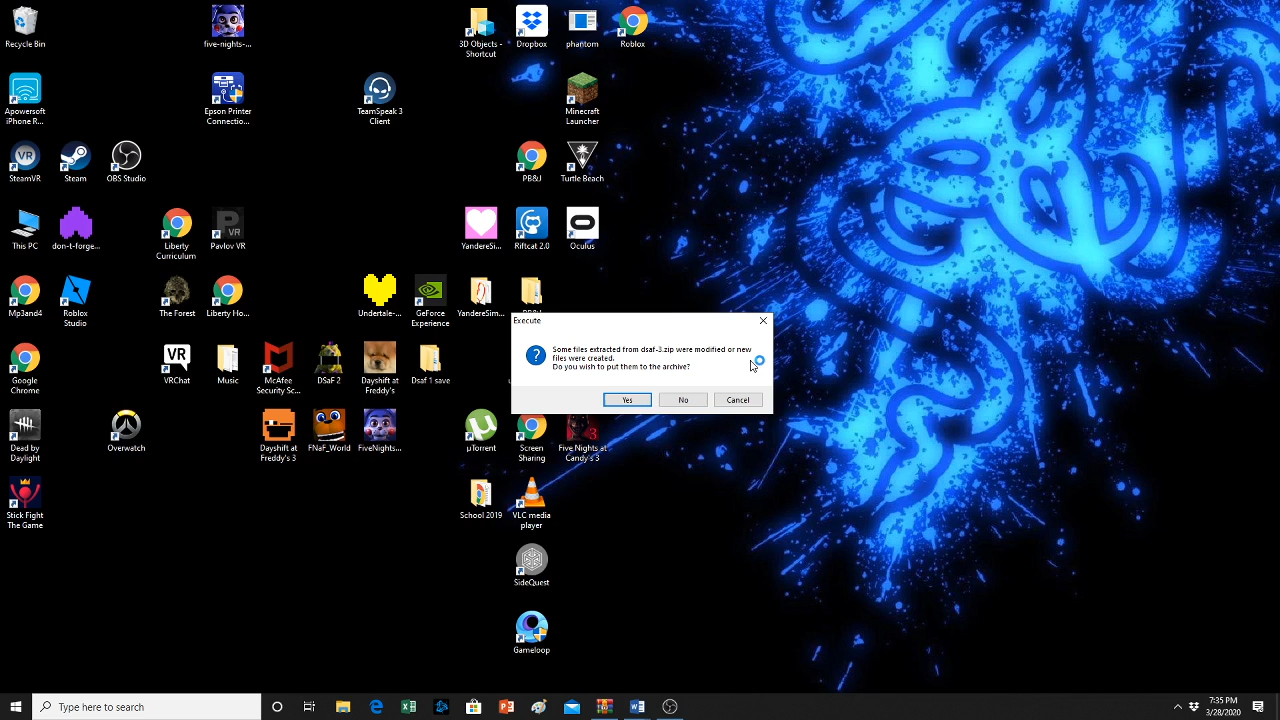 Recycle Bin
five-nights-...
3D Objects -
Shortcut
Dropbox
phantom
Roblox
Apowersoft
iPhone R...
Epson Printer
Connectio...
TeamSpeak 3
Client
Minecraft
Launcher
SteamVR
Steam
OBS Studio
PB&J
Turtle Beach
This PC
don-t-forge...
Liberty
Curriculum
Pavlov VR
YandereSi...
Riftcat 2.0
Oculus
Mp3and4
Roblox
Studio
The Forest
Liberty Ho...
Undertale-...
GeForce
Experience
YandereSim...
Execute
Some files extracted from dsaf-3.zip were modified or new
files were created.
Do you wish to put them to the archive?
Yes
No
Cancel
Google
Chrome
VRChat
Music
McAfee
Security Sc...
DSaF 2
Dayshift at
Freddy's
Dsaf 1 save
Dead by
Daylight
Overwatch
Dayshift at
Freddy's 3
FNaF_World
FiveNights...
µTorrent
Screen
Sharing
Five Nights at
Candy's 3
Stick Fight
The Game
School 2019
VLC media
player
SideQuest
Gameloop
Type here to search
7:35 PM
3/28/2020